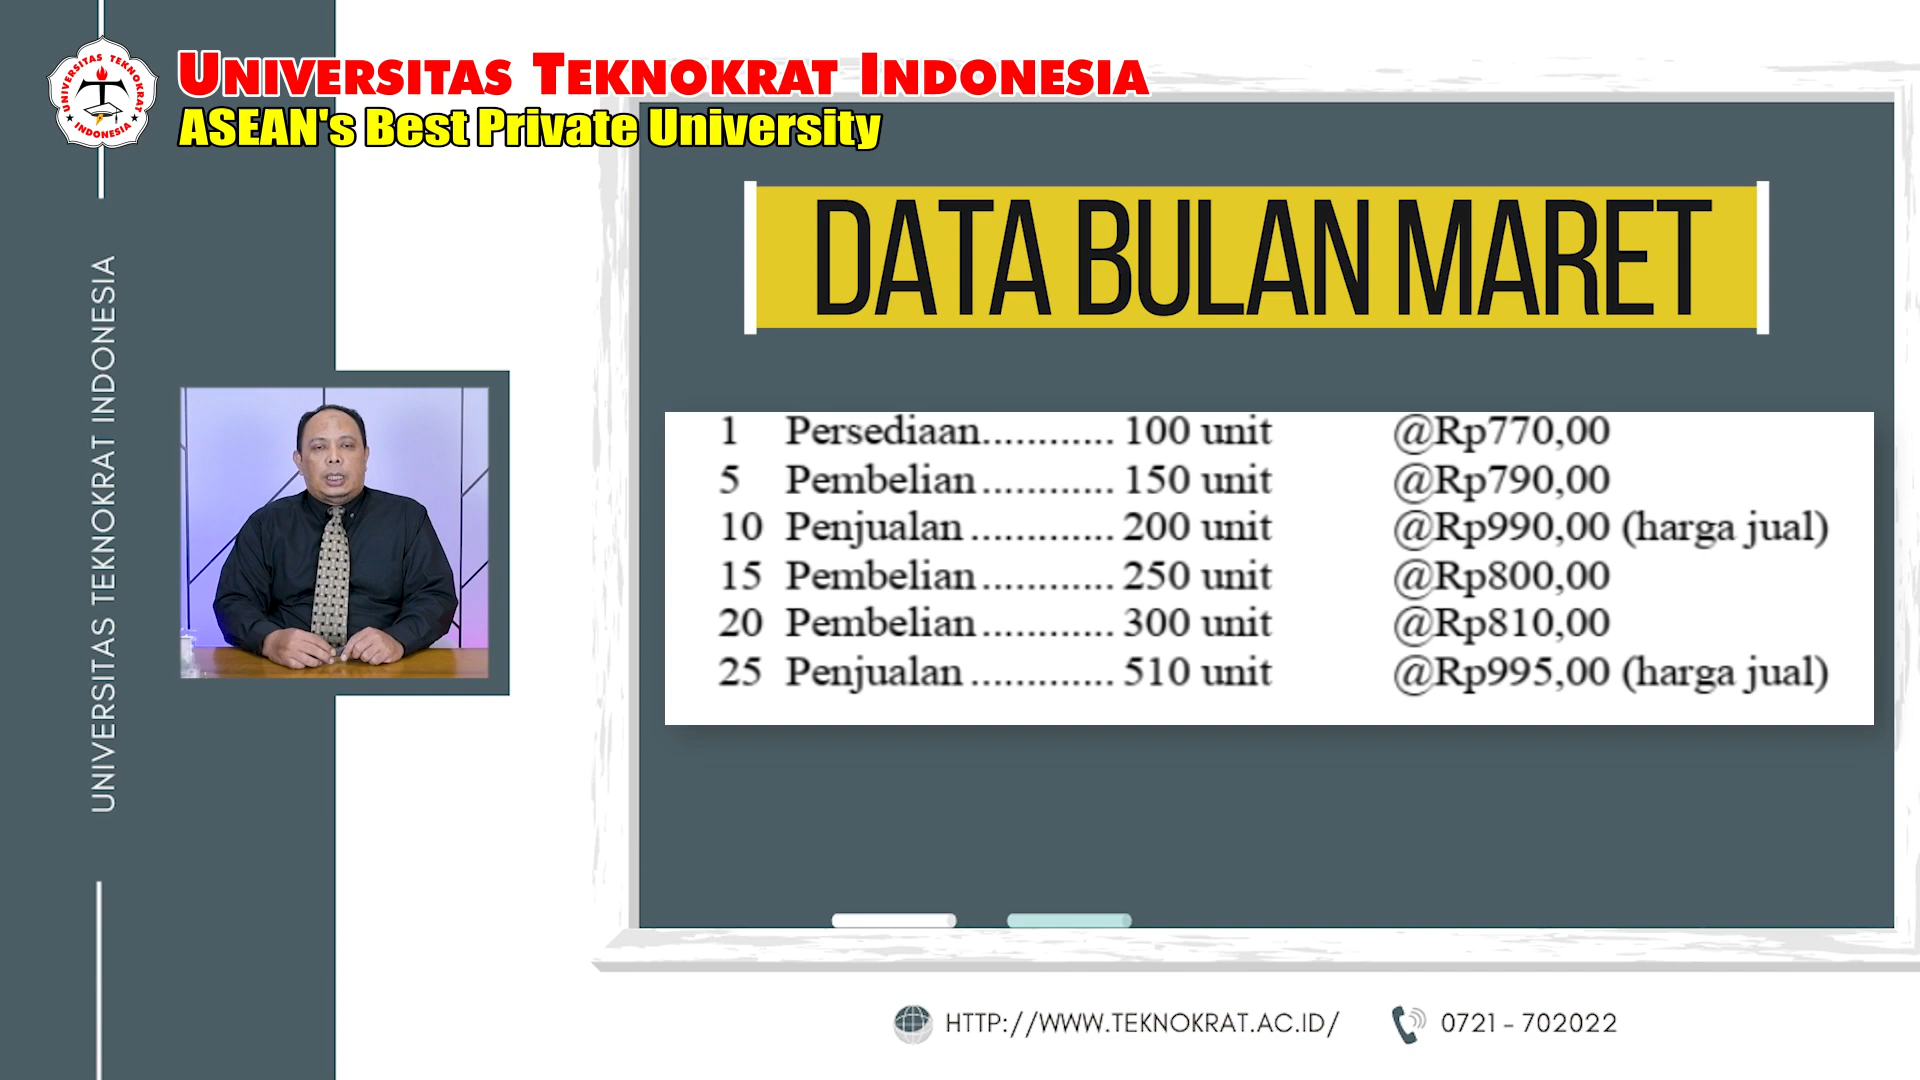 UNIVERSITAS TEKNOKRAT INDONESIA
UNIVERSITAS TEKNOKRAT INDONESIA
ASEAN's Best Private University
UNIVERSITAS TEKNOKRAT INDONESIA
DATA BULAN MARET
1 Persediaan............ 100 unit @Rp770,00
5 Pembelian............ 150 unit @Rp790,00
10 Penjualan............. 200 unit @Rp990,00 (harga jual)
15 Pembelian............ 250 unit @Rp800,00
20 Pembelian............ 300 unit @Rp810,00
25 Penjualan............. 510 unit @Rp995,00 (harga jual)
HTTP://WWW.TEKNOKRAT.AC.ID/ 0721 - 702022